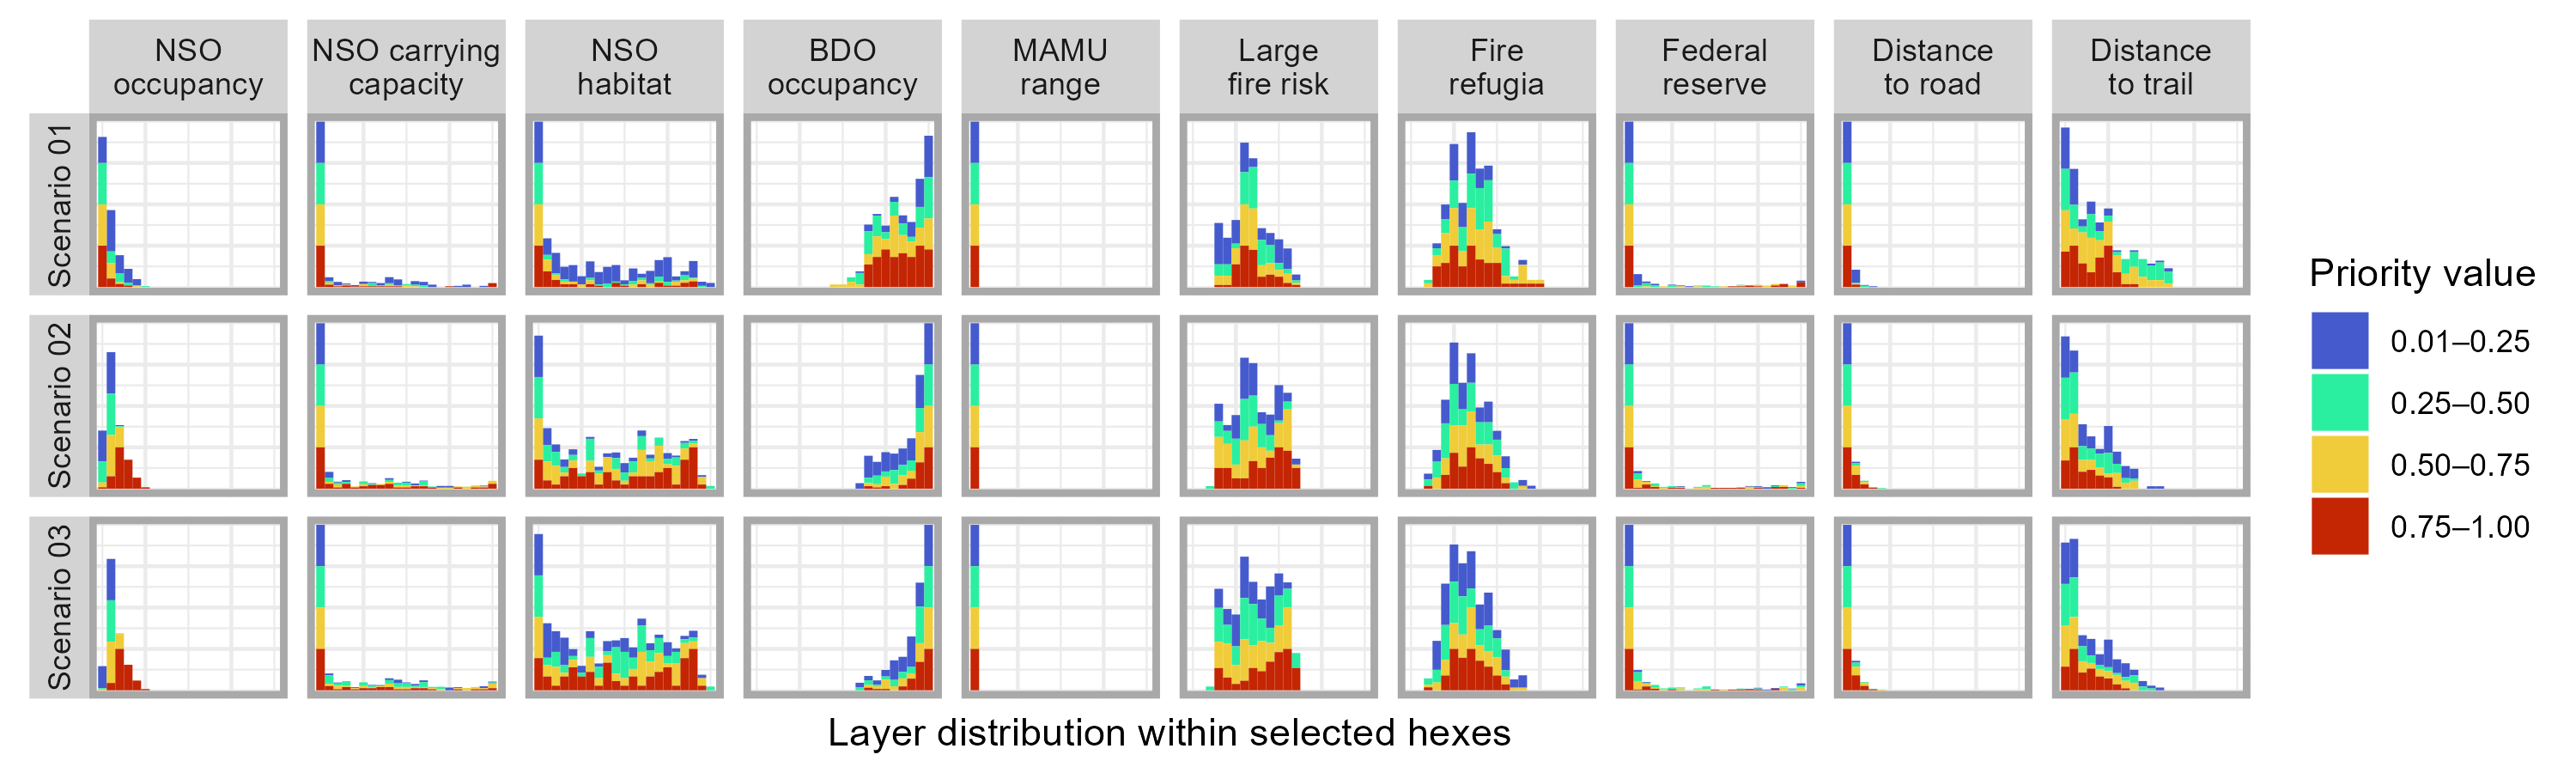 NSO
occupancy
NSO carrying
capacity
NSO
habitat
BDO
occupancy
MAMU
range
Large
fire risk
Fire
refugia
Federal
reserve
Distance
to road
Distance
to trail
Scenario 01
Scenario 02
Scenario 03
Layer distribution within selected hexes
Priority value
0.01–0.25
0.25–0.50
0.50–0.75
0.75–1.00